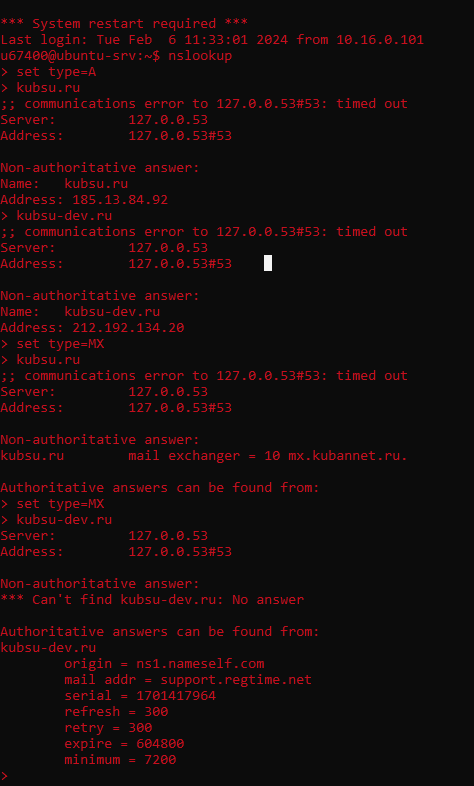 *** System restart required ***
Last login: Tue Feb  6 11:33:01 2024 from 10.16.0.101
u67400@ubuntu-srv:~$ nslookup
> set type=A
> kubsu.ru
;; communications error to 127.0.0.53#53: timed out
Server:         127.0.0.53
Address:        127.0.0.53#53

Non-authoritative answer:
Name:   kubsu.ru
Address: 185.13.84.92
> kubsu-dev.ru
;; communications error to 127.0.0.53#53: timed out
Server:         127.0.0.53
Address:        127.0.0.53#53

Non-authoritative answer:
Name:   kubsu-dev.ru
Address: 212.192.134.20
> set type=MX
> kubsu.ru
;; communications error to 127.0.0.53#53: timed out
Server:         127.0.0.53
Address:        127.0.0.53#53

Non-authoritative answer:
kubsu.ru        mail exchanger = 10 mx.kubannet.ru.

Authoritative answers can be found from:
> set type=MX
> kubsu-dev.ru
Server:         127.0.0.53
Address:        127.0.0.53#53

Non-authoritative answer:
*** Can't find kubsu-dev.ru: No answer

Authoritative answers can be found from:
kubsu-dev.ru
        origin = ns1.nameself.com
        mail addr = support.regtime.net
        serial = 1701417964
        refresh = 300
        retry = 300
        expire = 604800
        minimum = 7200
>